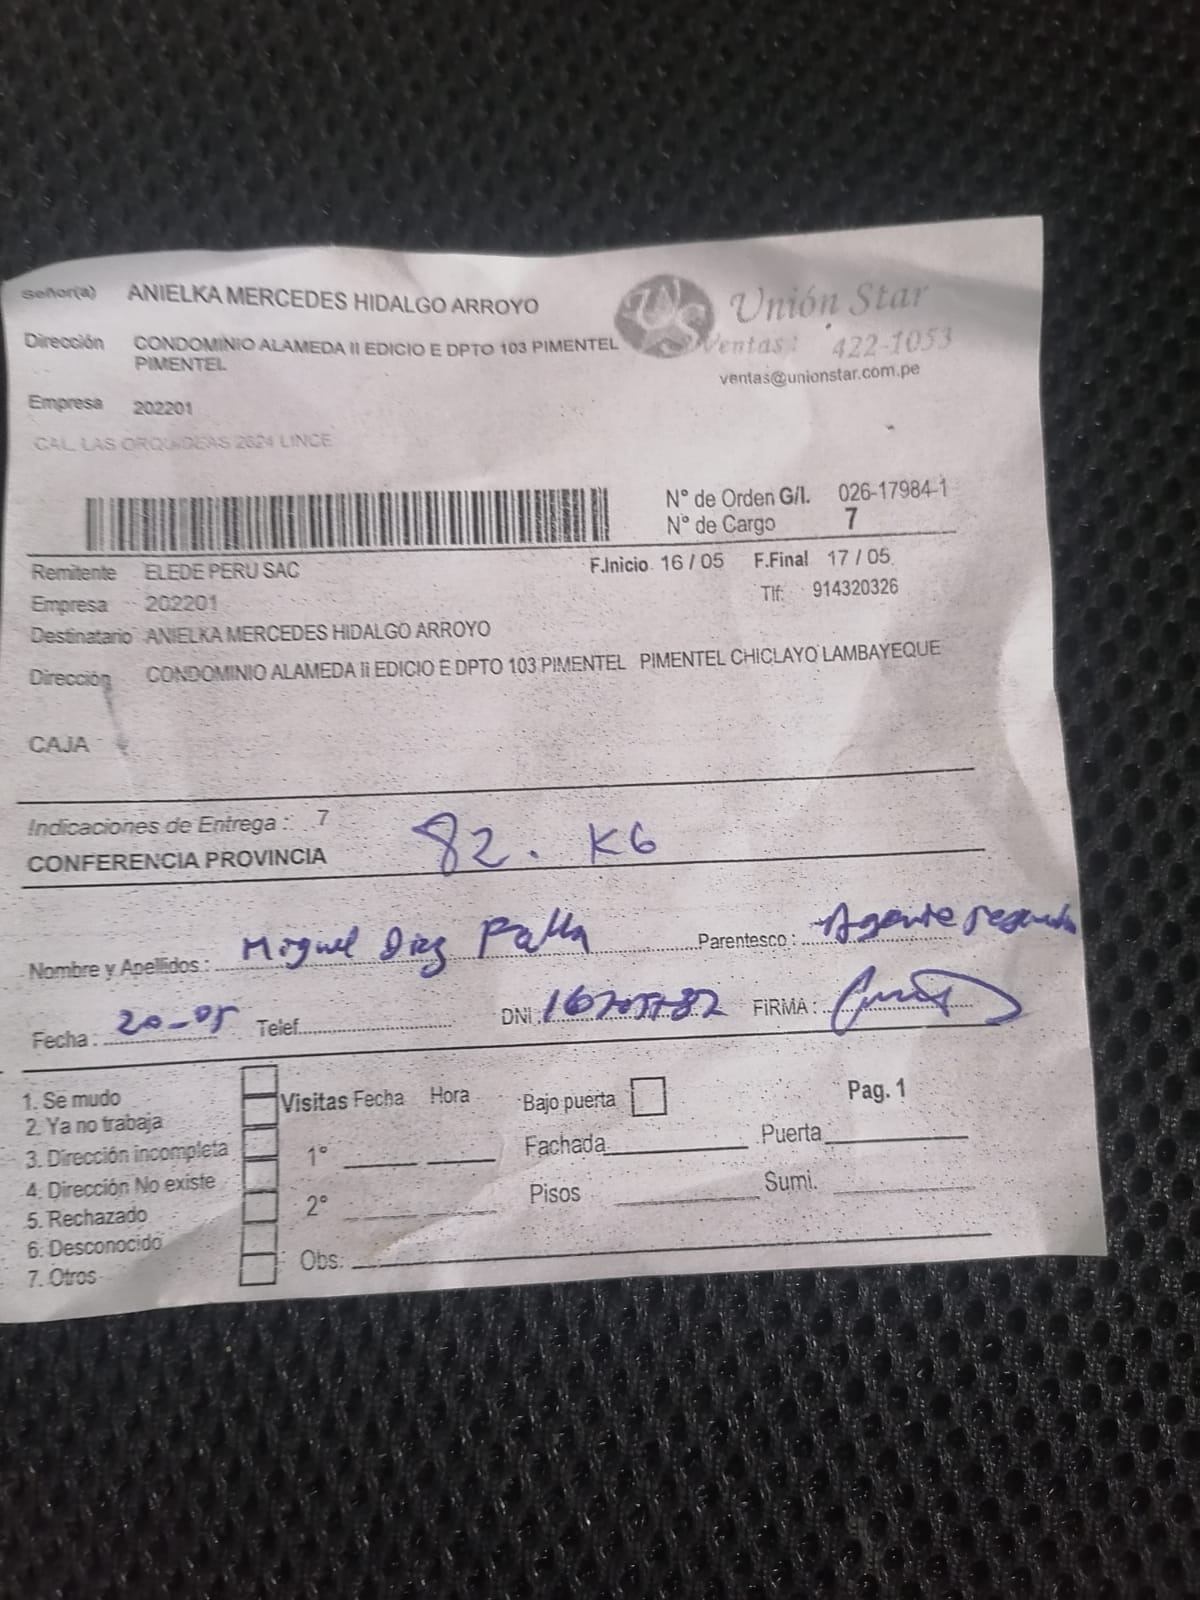 Señor(a) ANIELKA MERCEDES HIDALGO ARROYO
Unión Star
Ventas: 422-1053
ventas@unionstar.com.pe
Dirección CONDOMINIO ALAMEDA II EDICIO E DPTO 103 PIMENTEL
PIMENTEL
Empresa 202201
CAL. LAS ORQUIDEAS 2624 LINCE
N° de Orden G/I. 026-17984-1
N° de Cargo 7
Remitente ELEDE PERU SAC F.Inicio 16 / 05 F.Final 17 / 05
Empresa 202201 Tlf: 914320326
Destinatario ANIELKA MERCEDES HIDALGO ARROYO
Dirección CONDOMINIO ALAMEDA Ii EDICIO E DPTO 103 PIMENTEL PIMENTEL CHICLAYO LAMBAYEQUE
CAJA
Indicaciones de Entrega : 7
CONFERENCIA PROVINCIA 82. KG
Nombre y Apellidos : Miguel Diaz Parentesco : Agente
Fecha : 20-05 Telef. DNI. FIRMA :
1. Se mudo
2. Ya no trabaja
3. Dirección incompleta
4. Dirección No existe
5. Rechazado
6. Desconocido
7. Otros
Visitas Fecha Hora
1°
2°
Obs:
Bajo puerta
Fachada
Pisos
Pag. 1
Puerta
Sumi.